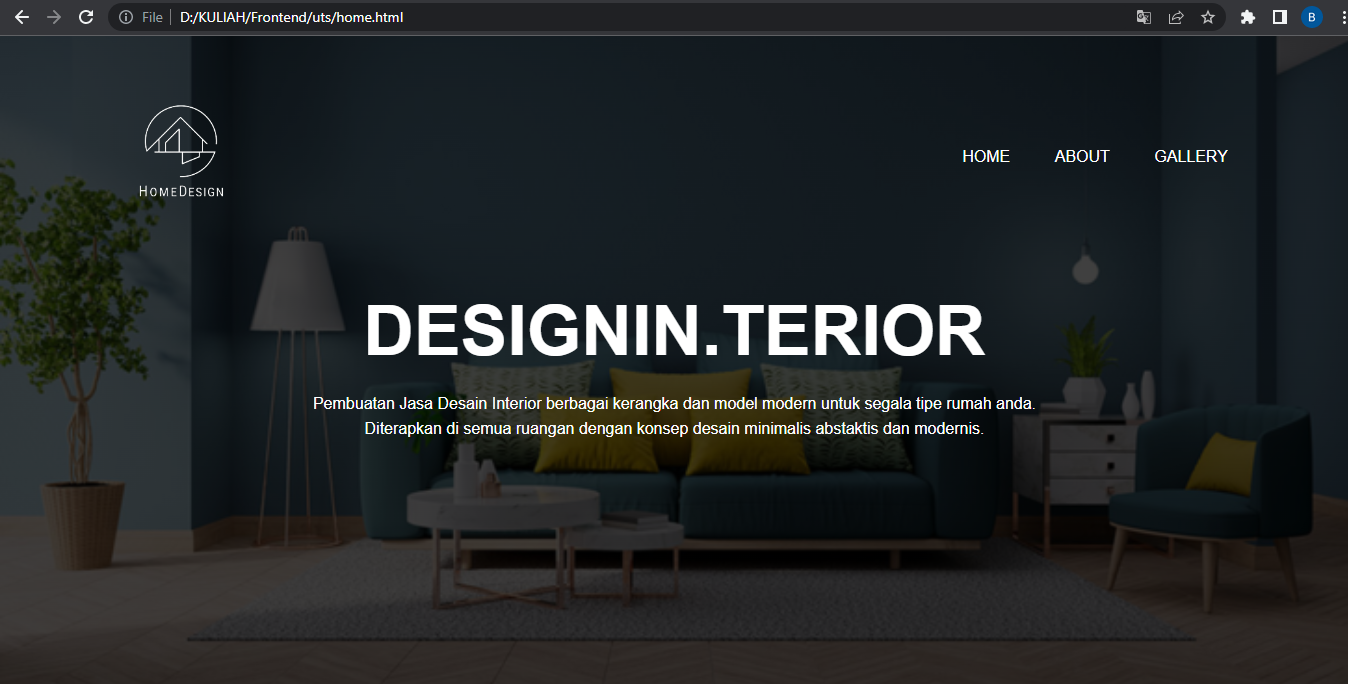 File D:/KULIAH/Frontend/uts/home.html
B
HOMEDESIGN
HOME ABOUT GALLERY
DESIGNIN.TERIOR
Pembuatan Jasa Desain Interior berbagai kerangka dan model modern untuk segala tipe rumah anda.
Diterapkan di semua ruangan dengan konsep desain minimalis abstaktis dan modernis.